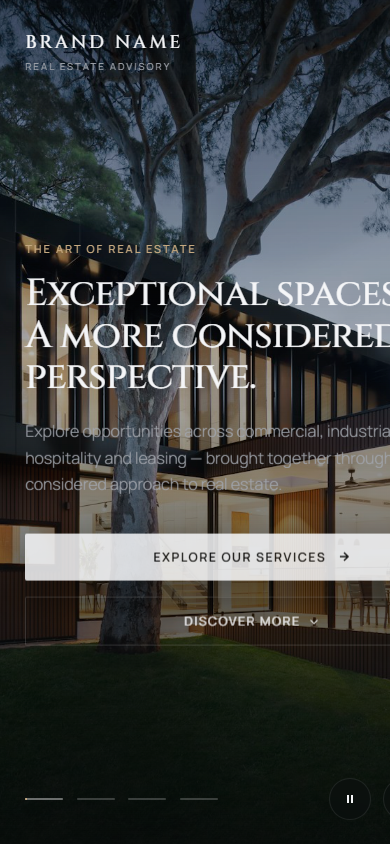 BRAND NAME
REAL ESTATE ADVISORY
THE ART OF REAL ESTATE
EXCEPTIONAL SPACES
A MORE CONSIDERED
PERSPECTIVE.
Explore opportunities across commercial, industria
hospitality and leasing — brought together through
considered approach to real estate.
EXPLORE OUR SERVICES →
DISCOVER MORE